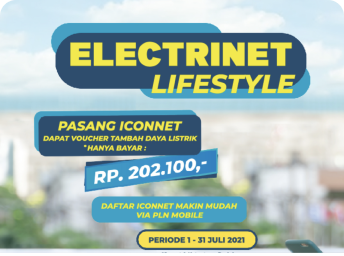 ELECTRINET
LIFESTYLE
PASANG ICONNET
DAPAT VOUCHER TAMBAH DAYA LISTRIK
*HANYA BAYAR :
RP. 202.100,-
DAFTAR ICONNET MAKIN MUDAH
VIA PLN MOBILE
PERIODE 1 - 31 JULI 2021